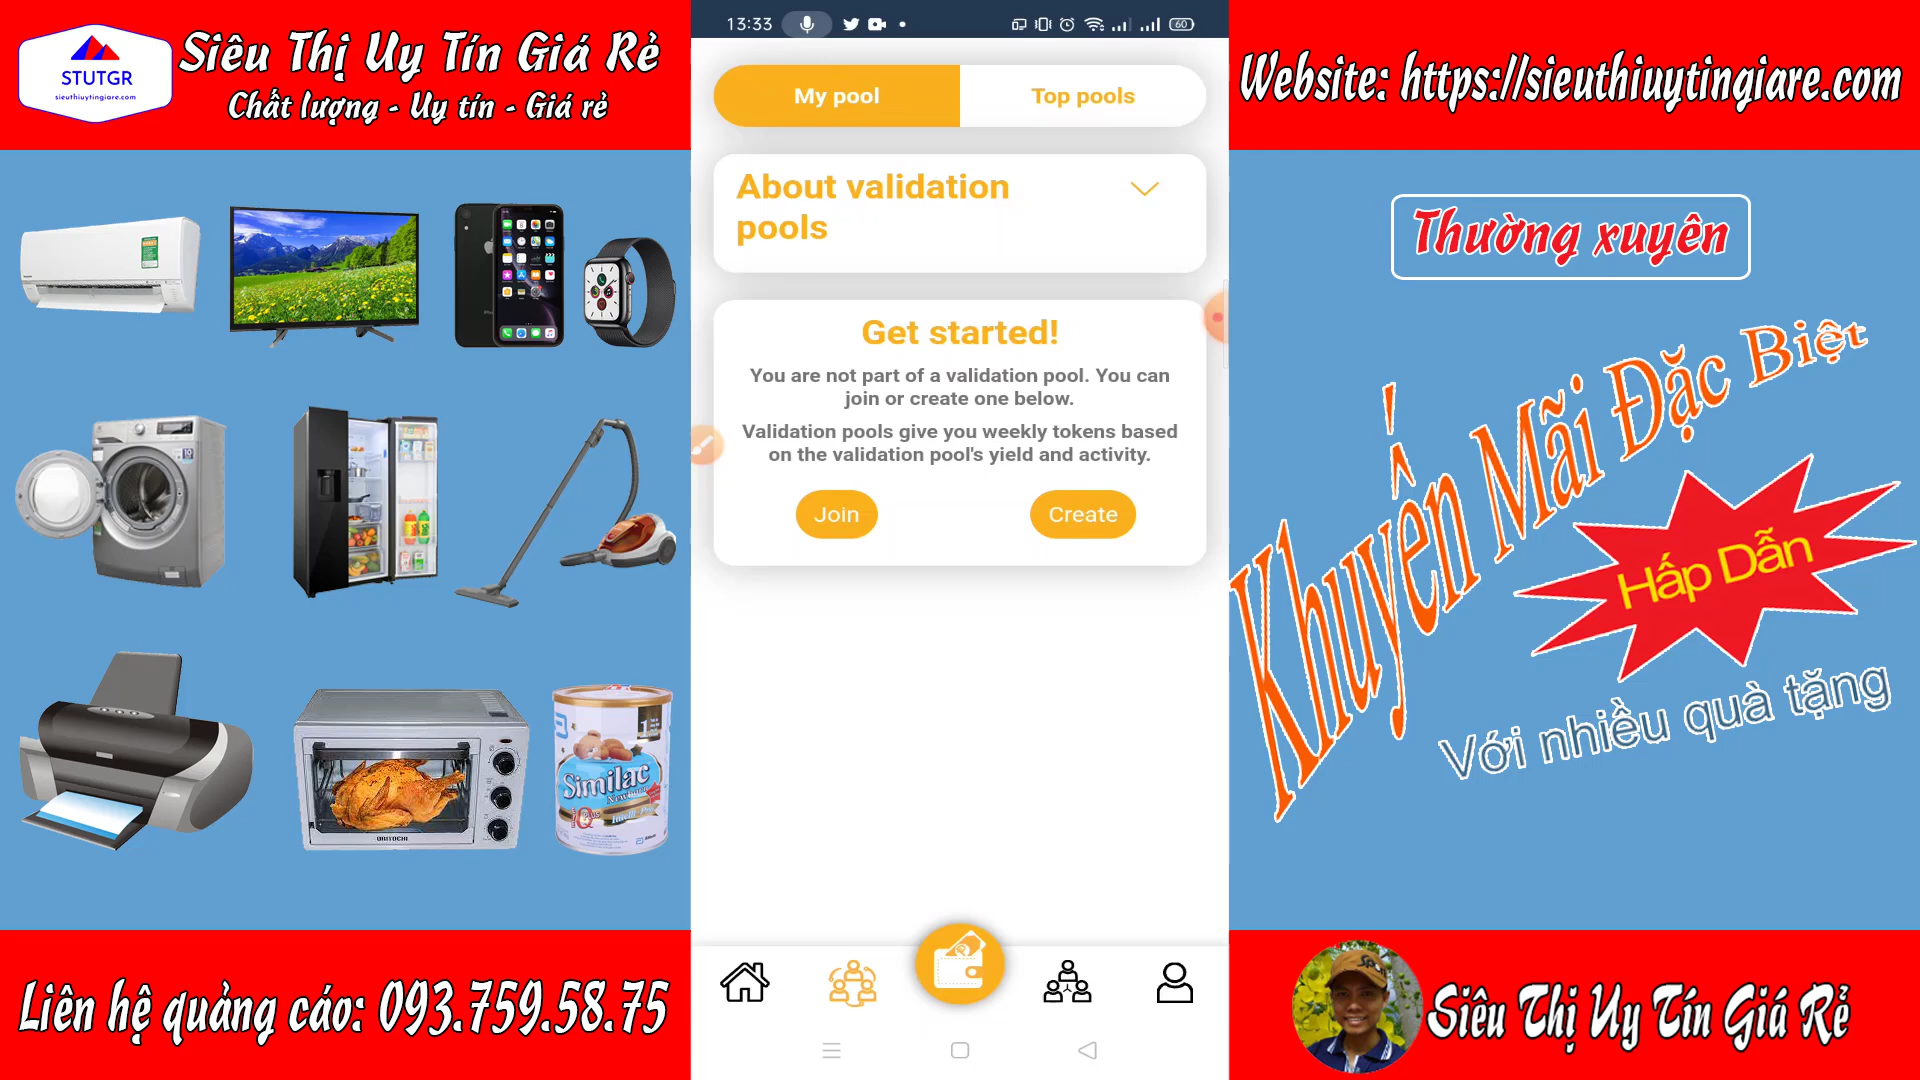 STUTGR
sieuthiuytingiare.com
Siêu Thị Uy Tín Giá Rẻ
Chất lượng - Uy tín - Giá rẻ
13:33
60
My pool
Top pools
About validation
pools
Get started!
You are not part of a validation pool. You can
join or create one below.
Validation pools give you weekly tokens based
on the validation pool's yield and activity.
Join
Create
Website: https://sieuthiuytingiare.com
Thường xuyên
Khuyến Mãi Đặc Biệt
Hấp Dẫn
Với nhiều quà tặng
Similac
Liên hệ quảng cáo: 093.759.58.75
Siêu Thị Uy Tín Giá Rẻ